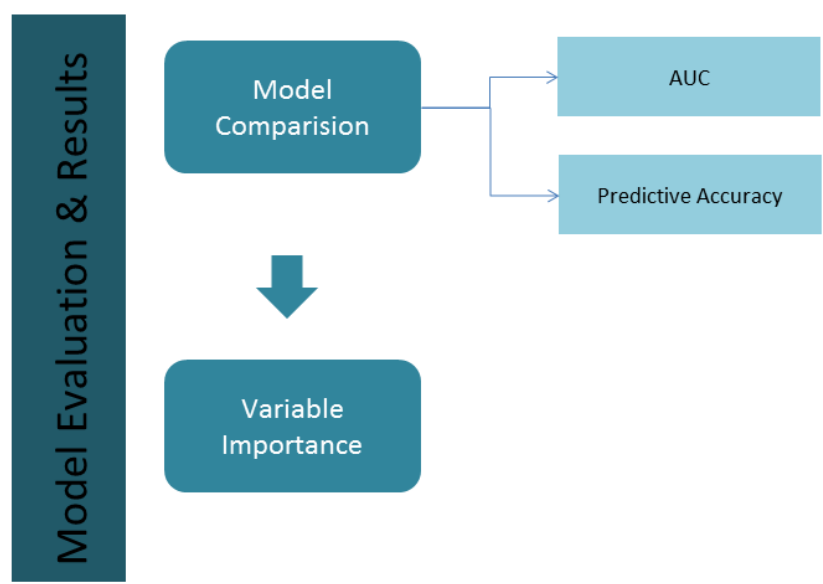 Model Evaluation & Results
Model
Comparision
AUC
Predictive Accuracy
Variable
Importance